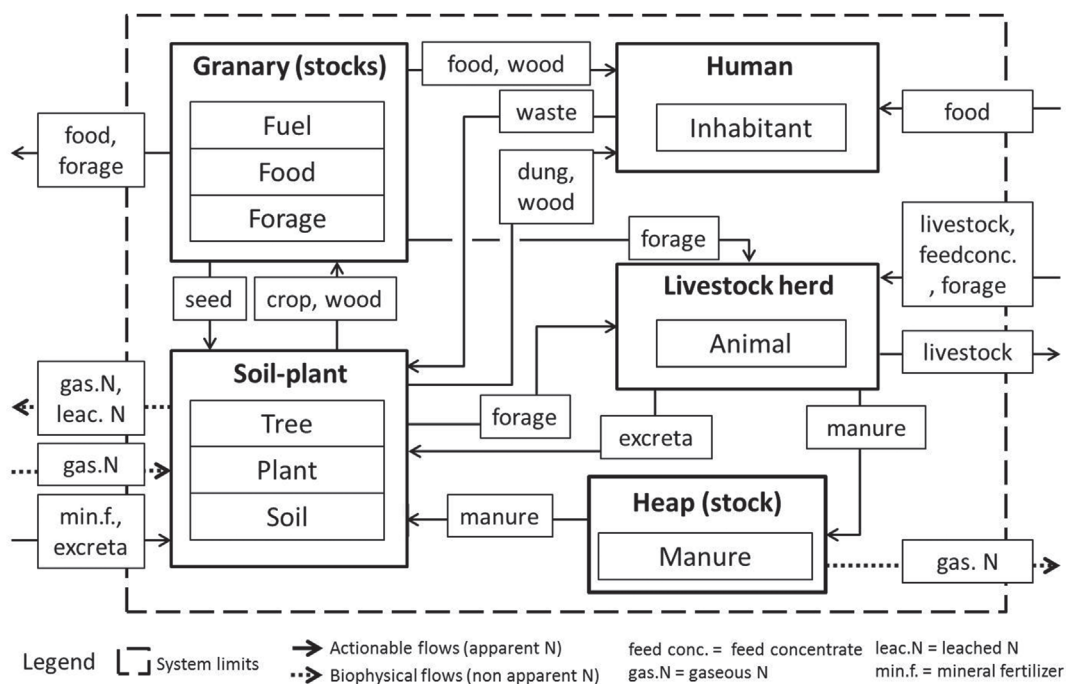 Granary (stocks)
Fuel
Food
Forage
food, wood
Human
Inhabitant
waste
food
food,
forage
dung,
wood
forage
livestock,
feedconc.
, forage
Livestock herd
Animal
livestock
seed
crop, wood
Soil-plant
Tree
Plant
Soil
gas.N,
leac. N
gas.N
min.f.,
excreta
forage
excreta
manure
manure
Heap (stock)
Manure
gas. N
Legend
System limits
Actionable flows (apparent N)
Biophysical flows (non apparent N)
feed conc. = feed concentrate
gas.N = gaseous N
leac.N = leached N
min.f. = mineral fertilizer